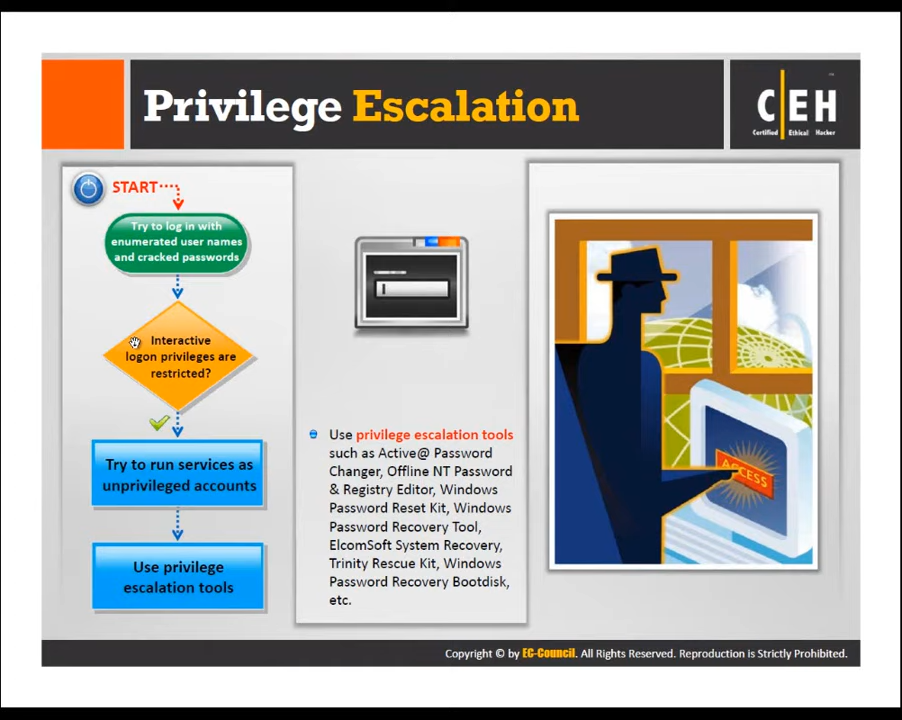 Privilege Escalation
C|EH
Certified Ethical Hacker
START
Try to log in with
enumerated user names
and cracked passwords
Interactive
logon privileges are
restricted?
Try to run services as
unprivileged accounts
Use privilege
escalation tools
Use privilege escalation tools
such as Active@ Password
Changer, Offline NT Password
& Registry Editor, Windows
Password Reset Kit, Windows
Password Recovery Tool,
ElcomSoft System Recovery,
Trinity Rescue Kit, Windows
Password Recovery Bootdisk,
etc.
ACCESS
Copyright © by EC-Council. All Rights Reserved. Reproduction is Strictly Prohibited.